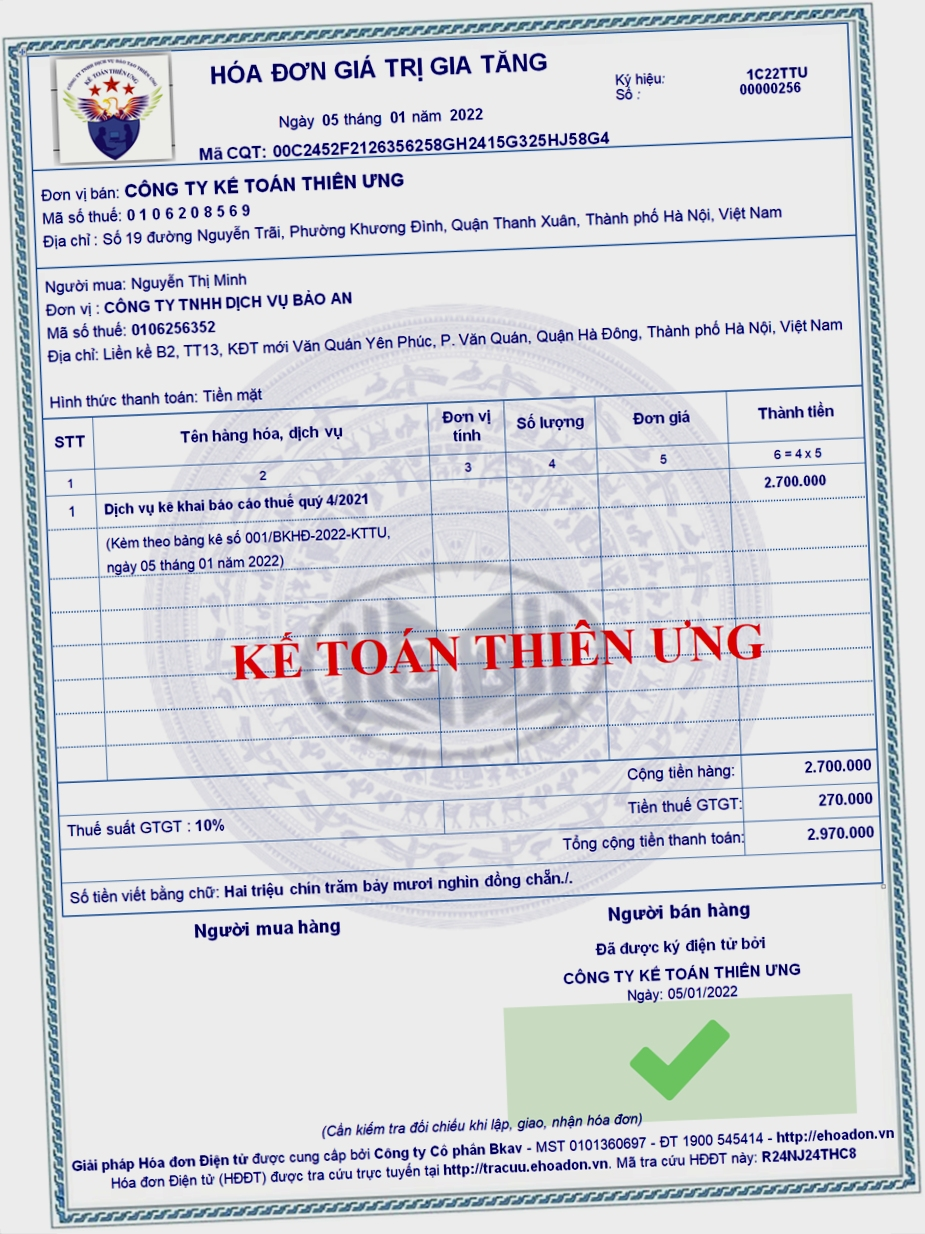 CÔNG TY TNHH DỊCH VỤ ĐÀO TẠO THIÊN ƯNG
KẾ TOÁN THIÊN ƯNG
HÓA ĐƠN GIÁ TRỊ GIA TĂNG
Ký hiệu: 1C22TTU
Số : 00000256
Ngày 05 tháng 01 năm 2022
Mã CQT: 00C2452F2126356258GH2415G325HJ58G4
Đơn vị bán: CÔNG TY KẾ TOÁN THIÊN ƯNG
Mã số thuế: 0 1 0 6 2 0 8 5 6 9
Địa chỉ : Số 19 đường Nguyễn Trãi, Phường Khương Đình, Quận Thanh Xuân, Thành phố Hà Nội, Việt Nam
Người mua: Nguyễn Thị Minh
Đơn vị : CÔNG TY TNHH DỊCH VỤ BẢO AN
Mã số thuế: 0106256352
Địa chỉ: Liền kề B2, TT13, KĐT mới Văn Quán Yên Phúc, P. Văn Quán, Quận Hà Đông, Thành phố Hà Nội, Việt Nam
Hình thức thanh toán: Tiền mặt
STT Tên hàng hóa, dịch vụ Đơn vị tính Số lượng Đơn giá Thành tiền
1 2 3 4 5 6 = 4 x 5
1 Dịch vụ kê khai báo cáo thuế quý 4/2021 2.700.000
(Kèm theo bảng kê số 001/BKHĐ-2022-KTTU,
ngày 05 tháng 01 năm 2022)
KẾ TOÁN THIÊN ƯNG
Cộng tiền hàng: 2.700.000
Thuế suất GTGT : 10% Tiền thuế GTGT: 270.000
Tổng cộng tiền thanh toán: 2.970.000
Số tiền viết bằng chữ: Hai triệu chín trăm bảy mươi nghìn đồng chẵn./.
Người mua hàng Người bán hàng
Đã được ký điện tử bởi
CÔNG TY KẾ TOÁN THIÊN ƯNG
Ngày: 05/01/2022
(Cần kiểm tra đối chiếu khi lập, giao, nhận hóa đơn)
Giải pháp Hóa đơn Điện tử được cung cấp bởi Công ty Cổ phần Bkav - MST 0101360697 - ĐT 1900 545414 - http://ehoadon.vn
Hóa đơn Điện tử (HĐĐT) được tra cứu trực tuyến tại http://tracuu.ehoadon.vn. Mã tra cứu HĐĐT này: R24NJ24THC8